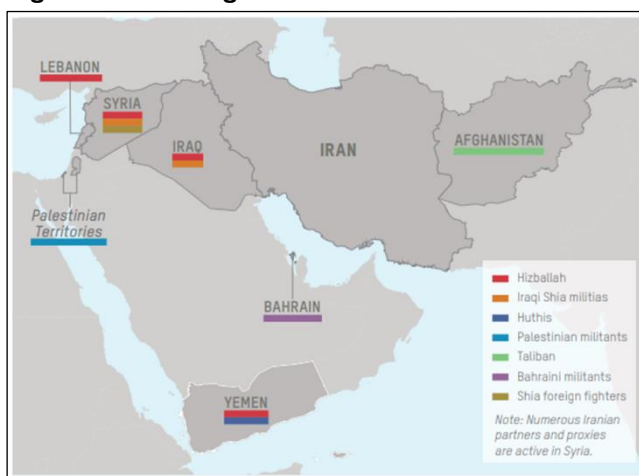 LEBANON
SYRIA
IRAQ
IRAN
AFGHANISTAN
Palestinian
Territories
BAHRAIN
YEMEN
Hizballah
Iraqi Shia militias
Huthis
Palestinian militants
Taliban
Bahraini militants
Shia foreign fighters
Note: Numerous Iranian
partners and proxies
are active in Syria.